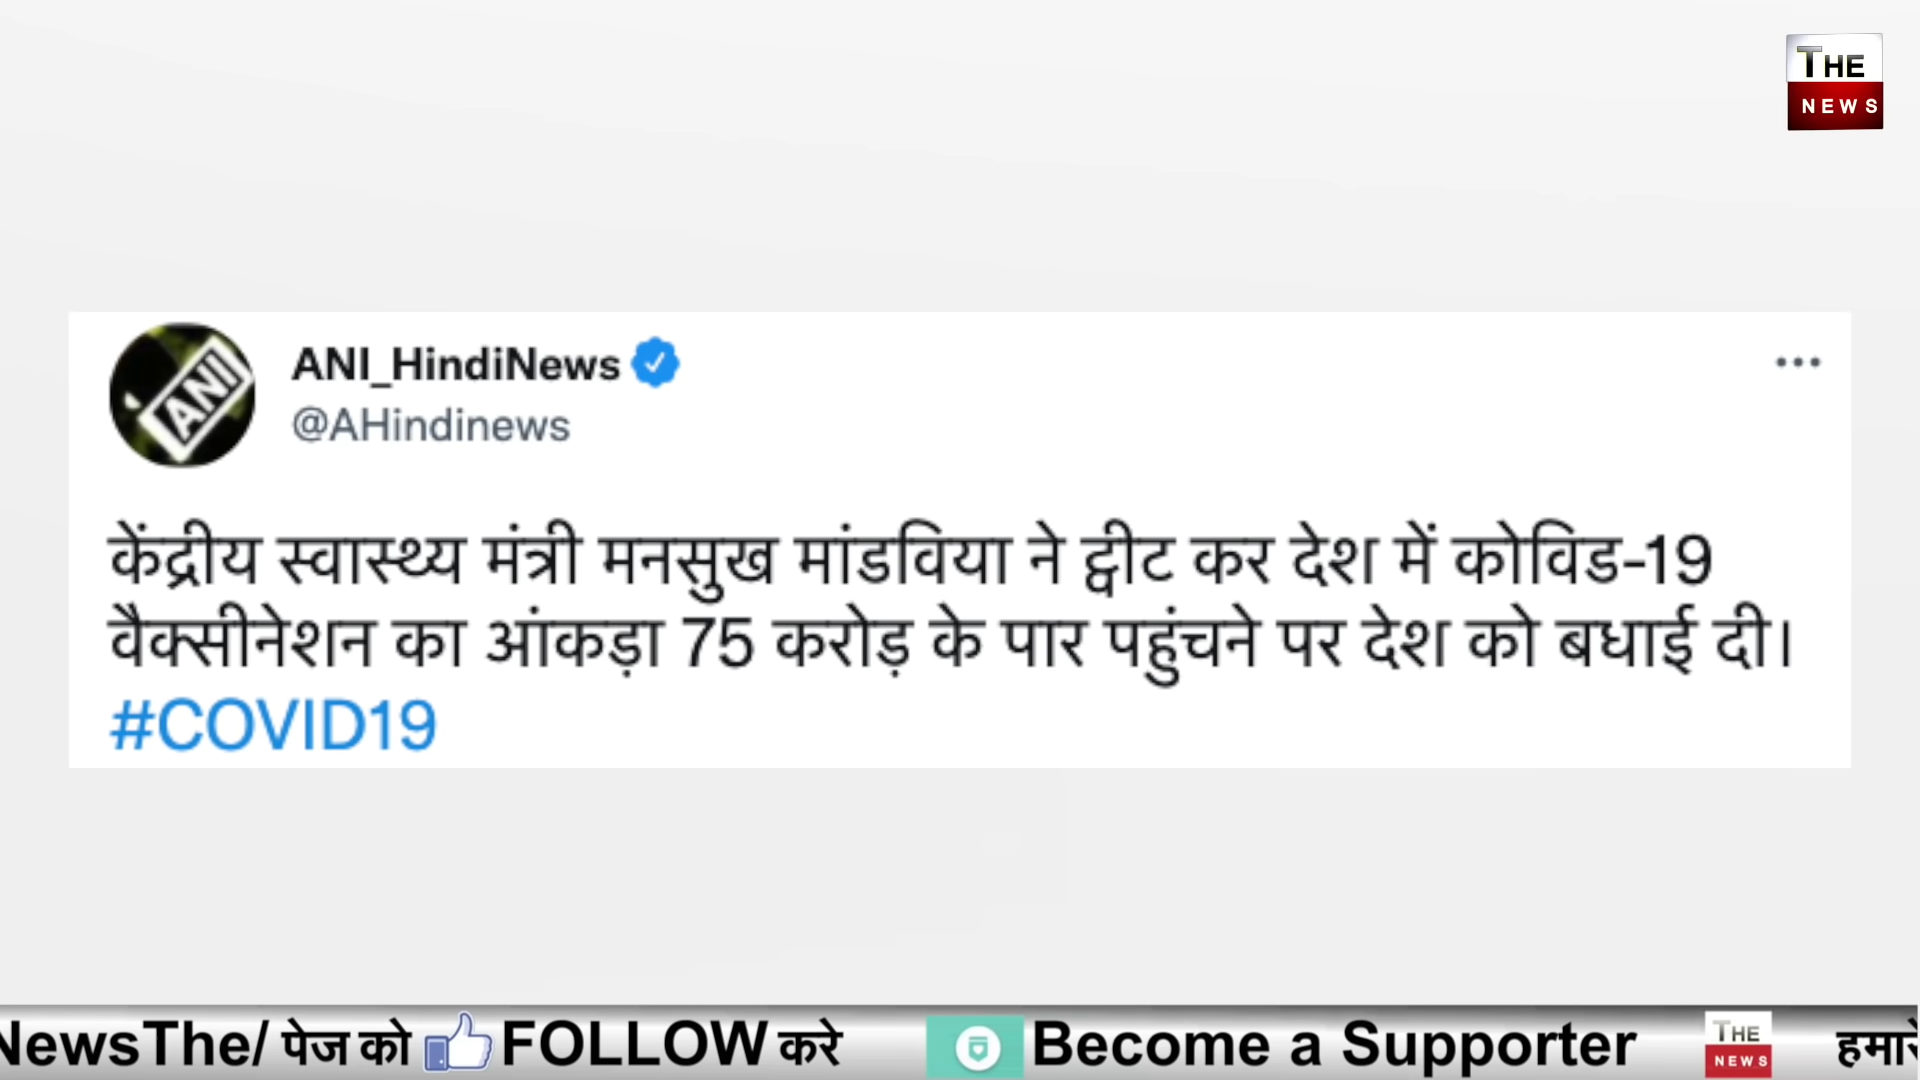 THE
NEWS
ANI
ANI_HindiNews
@AHindinews
केंद्रीय स्वास्थ्य मंत्री मनसुख मांडविया ने ट्वीट कर देश में कोविड-19
वैक्सीनेशन का आंकड़ा 75 करोड़ के पार पहुंचने पर देश को बधाई दी।
#COVID19
NewsThe/ पेज को FOLLOW करे Become a Supporter THE NEWS